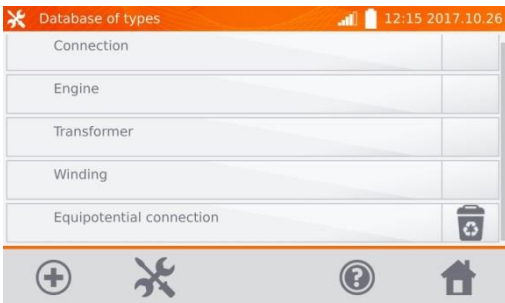 Database of types 12:15 2017.10.26
Connection
Engine
Transformer
Winding
Equipotential connection